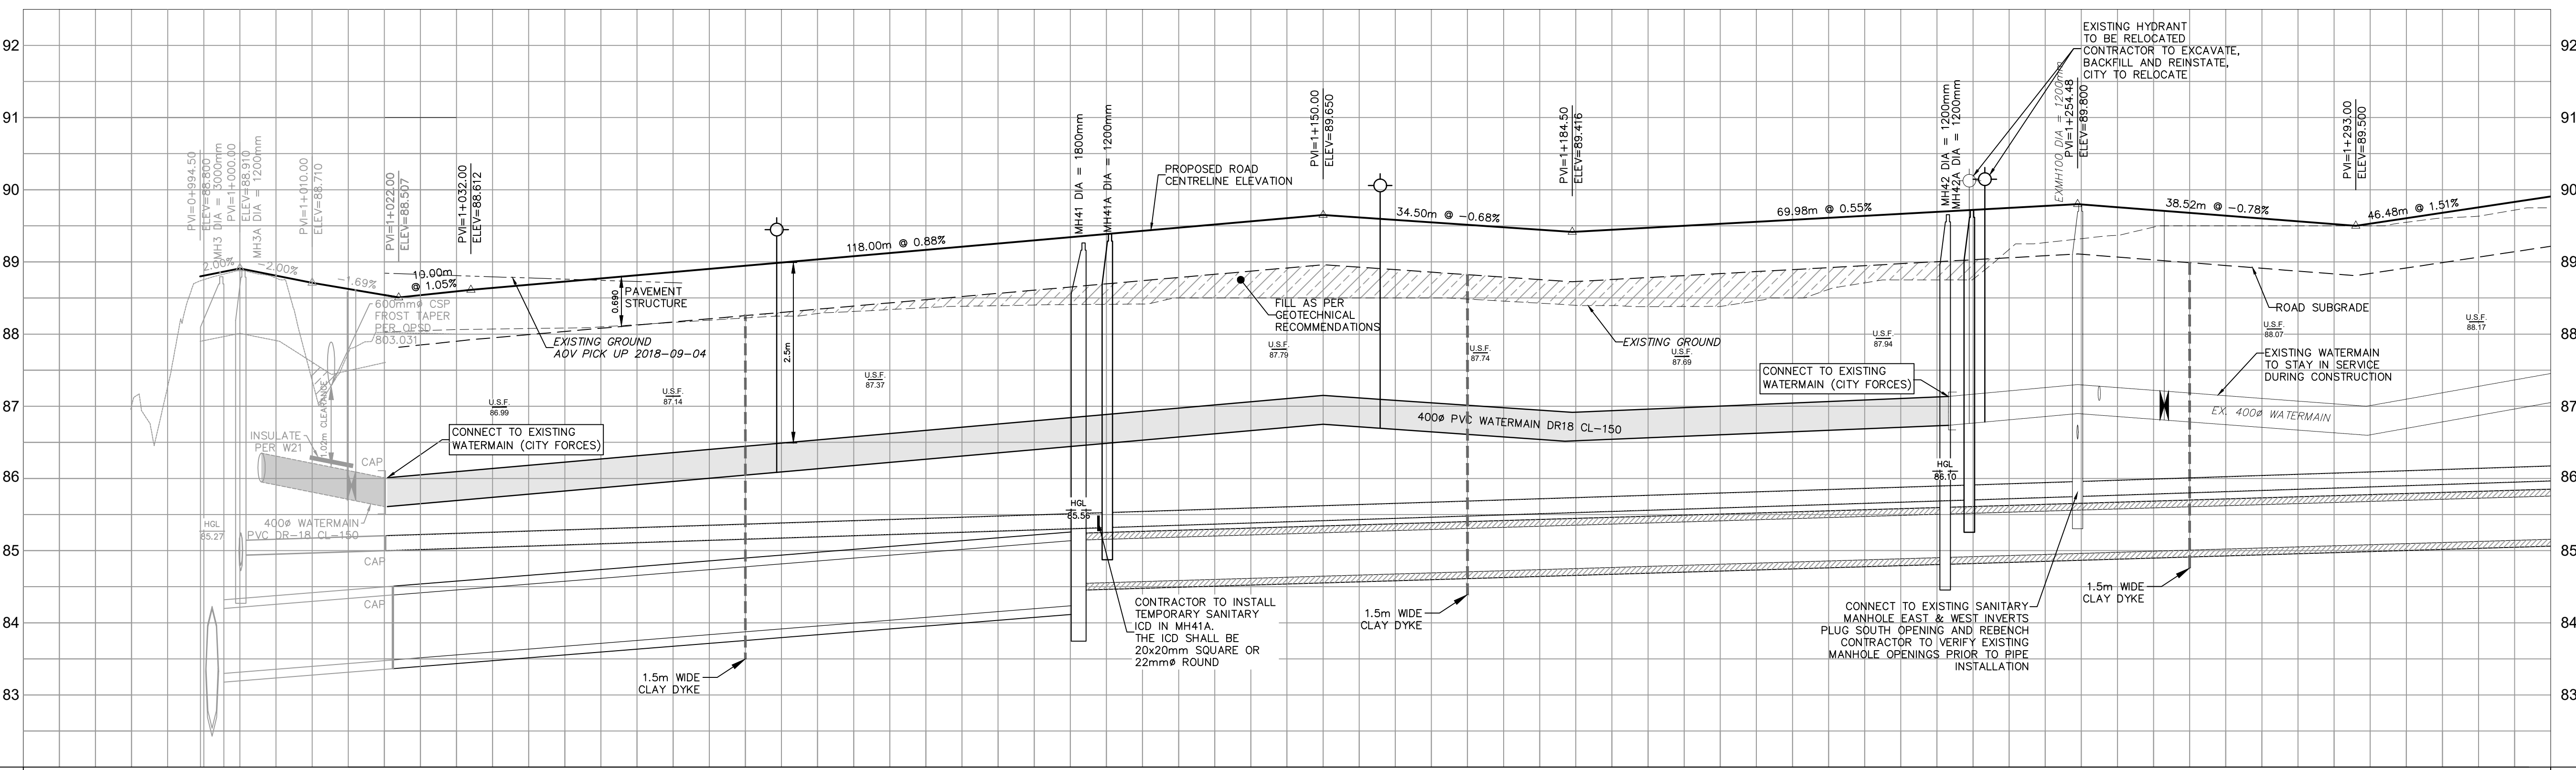 92
91
90
89
88
87
86
85
84
83
92
91
90
89
88
87
86
85
84
83
PVI=0+994.50
ELEV=88.800
MH3 DIA = 3000mm
PVI=1+000.00
ELEV=88.910
MH3A DIA = 1200mm
PVI=1+010.00
ELEV=88.710
PVI=1+022.00
ELEV=88.507
PVI=1+032.00
ELEV=88.612
2.00%
-2.00%
-1.69%
10.00m
@ 1.05%
600mmø CSP
FROST TAPER
PER OPSD
803.031
1.02m CLEARANCE
INSULATE
PER W21
CAP
400ø WATERMAIN
PVC DR-18 CL-150
HGL
85.27
CAP
CAP
CONNECT TO EXISTING
WATERMAIN (CITY FORCES)
U.S.F.
86.99
EXISTING GROUND
AOV PICK UP 2018-09-04
0.690
PAVEMENT
STRUCTURE
U.S.F.
87.14
1.5m WIDE
CLAY DYKE
2.5m
118.00m @ 0.88%
U.S.F.
87.37
MH41 DIA = 1800mm
MH41A DIA = 1200mm
HGL
85.56
PROPOSED ROAD
CENTRELINE ELEVATION
CONTRACTOR TO INSTALL
TEMPORARY SANITARY
ICD IN MH41A.
THE ICD SHALL BE
20x20mm SQUARE OR
22mmø ROUND
FILL AS PER
GEOTECHNICAL
RECOMMENDATIONS
U.S.F.
87.79
PVI=1+150.00
ELEV=89.650
34.50m @ -0.68%
U.S.F.
87.74
400ø PVC WATERMAIN DR18 CL-150
1.5m WIDE
CLAY DYKE
PVI=1+184.50
ELEV=89.416
EXISTING GROUND
U.S.F.
87.69
69.98m @ 0.55%
U.S.F.
87.94
CONNECT TO EXISTING
WATERMAIN (CITY FORCES)
MH42 DIA = 1200mm
MH42A DIA = 1200mm
HGL
86.10
EXISTING HYDRANT
TO BE RELOCATED
CONTRACTOR TO EXCAVATE,
BACKFILL AND REINSTATE,
CITY TO RELOCATE
EXMH100 DIA = 1200mm
PVI=1+254.48
ELEV=89.800
38.52m @ -0.78%
CONNECT TO EXISTING SANITARY
MANHOLE EAST & WEST INVERTS
PLUG SOUTH OPENING AND REBENCH
CONTRACTOR TO VERIFY EXISTING
MANHOLE OPENINGS PRIOR TO PIPE
INSTALLATION
1.5m WIDE
CLAY DYKE
U.S.F.
88.07
ROAD SUBGRADE
EXISTING WATERMAIN
TO STAY IN SERVICE
DURING CONSTRUCTION
EX. 400ø WATERMAIN
PVI=1+293.00
ELEV=89.500
46.48m @ 1.51%
U.S.F.
88.17